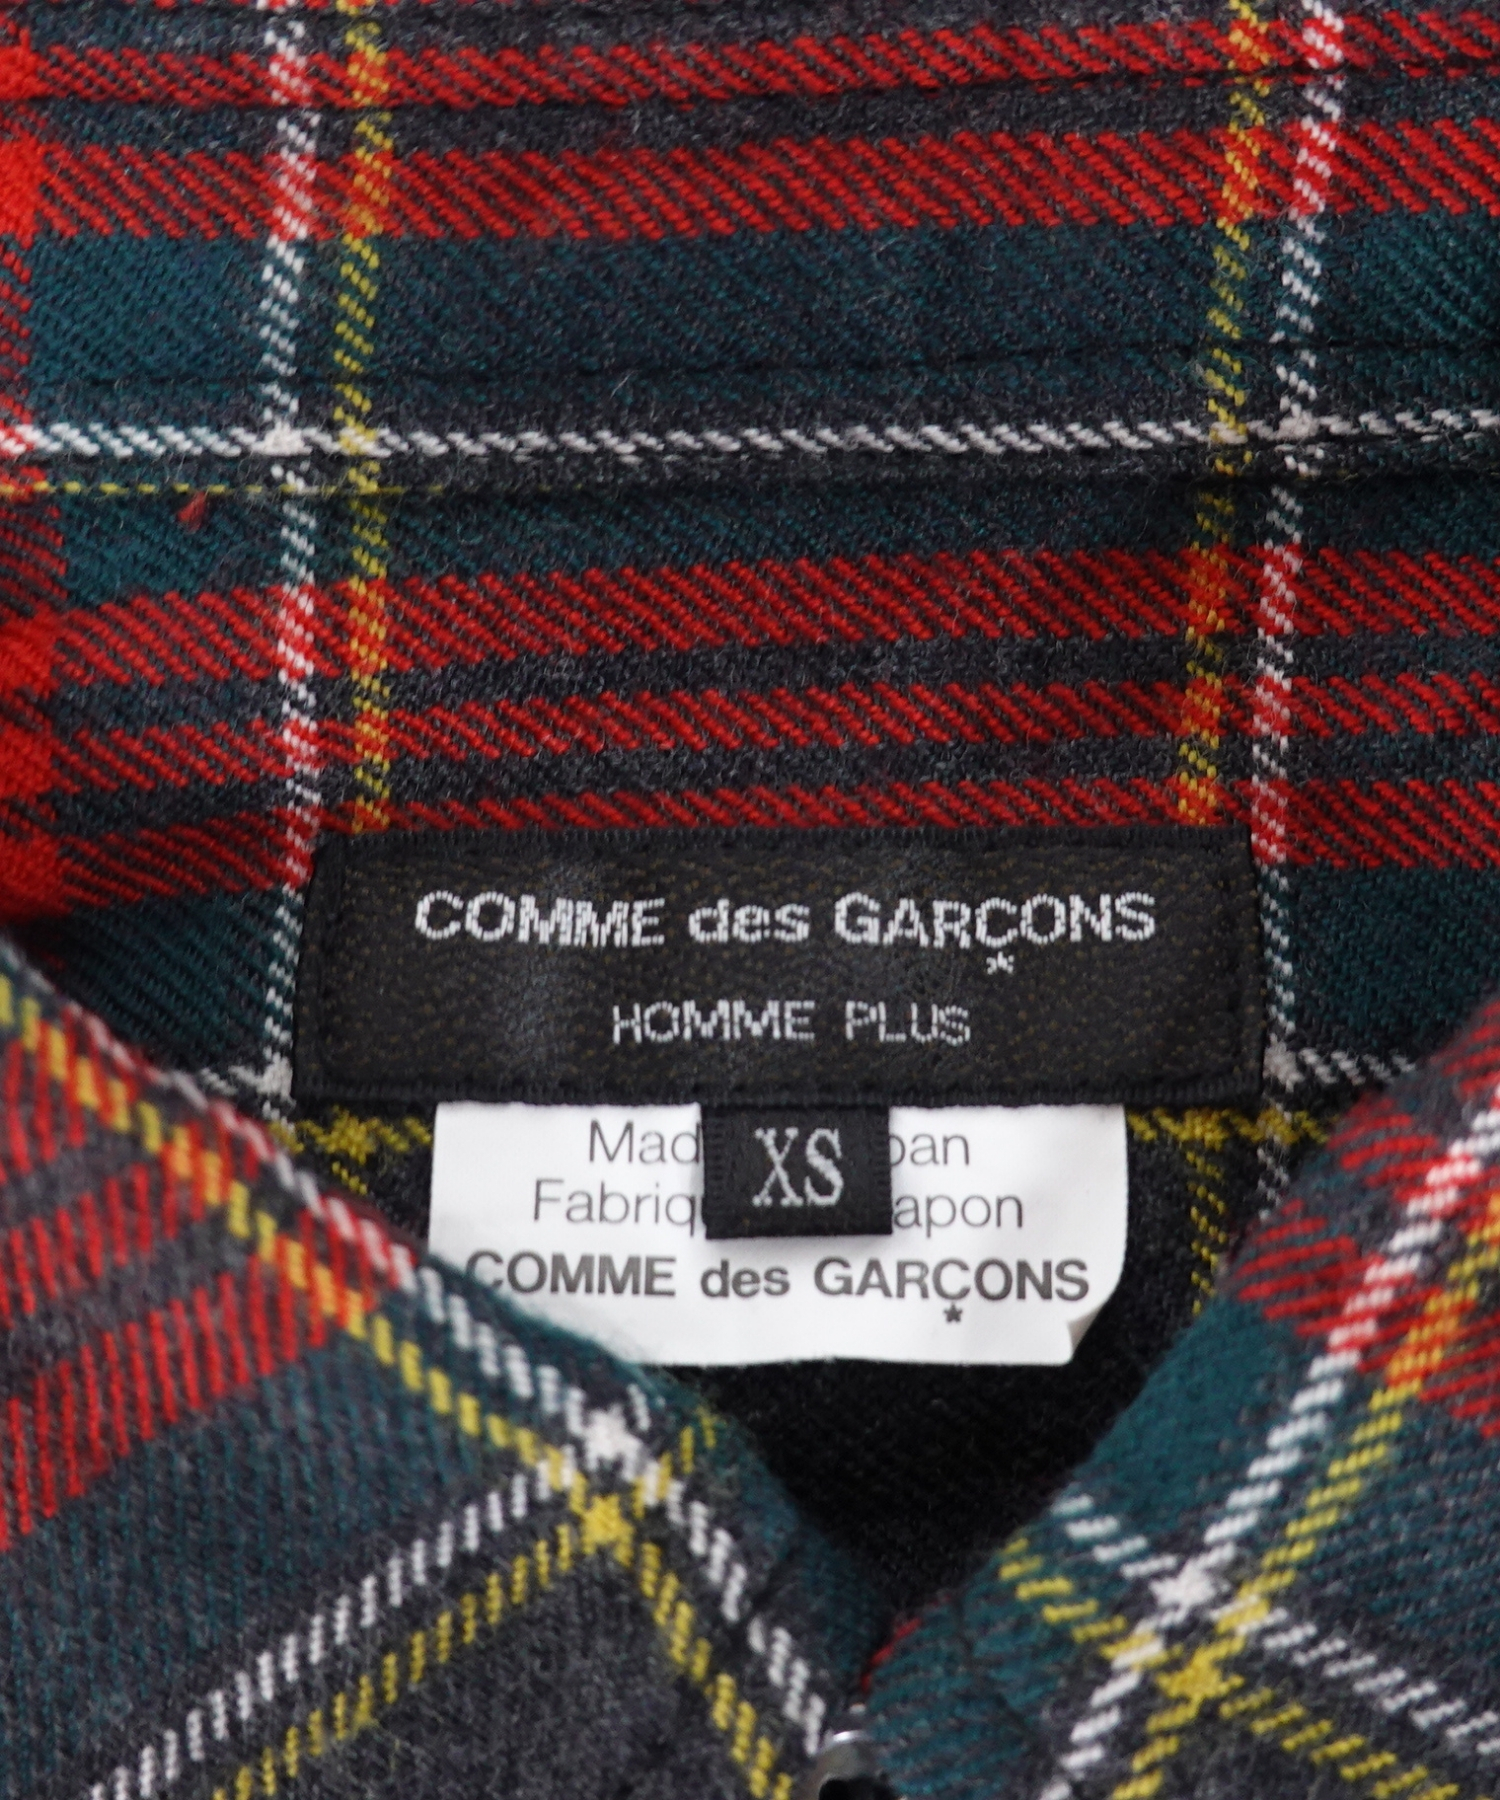 COMME des GARÇONS
HOMME PLUS
XS
Mad pan
Fabriq apon
COMME des GARÇONS